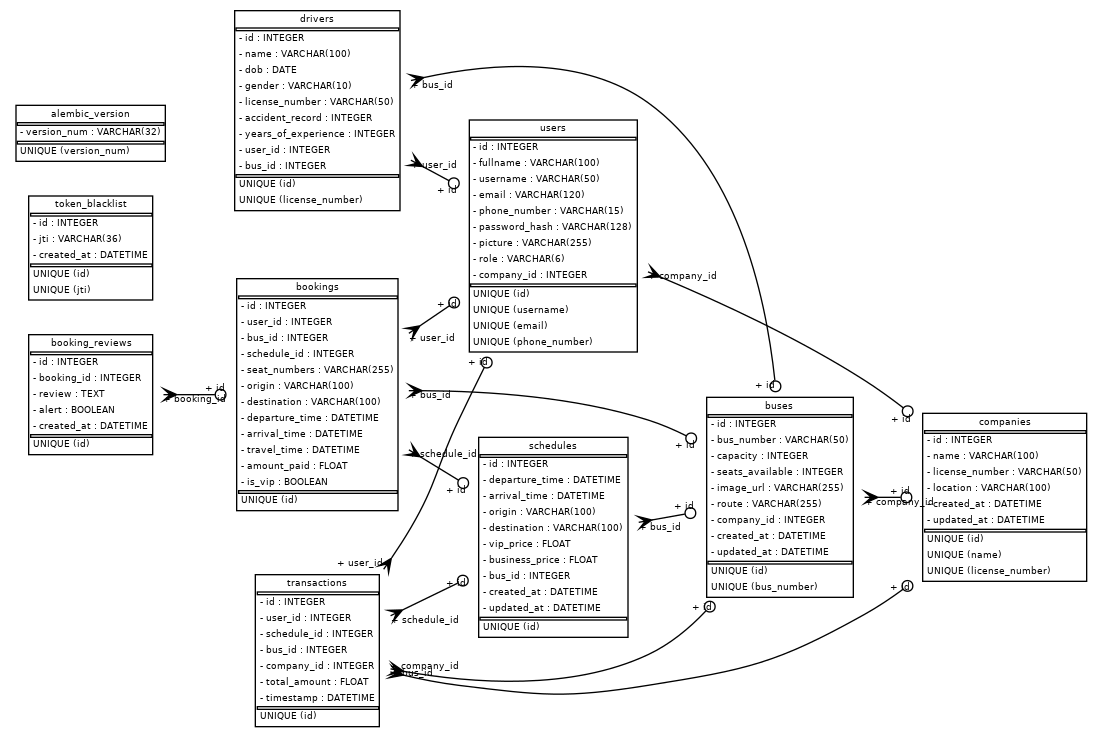 drivers
- id : INTEGER
- name : VARCHAR(100)
- dob : DATE
- gender : VARCHAR(10)
- license_number : VARCHAR(50)
- accident_record : INTEGER
- years_of_experience : INTEGER
- user_id : INTEGER
- bus_id : INTEGER
UNIQUE (id)
UNIQUE (license_number)
+ bus_id
+ id
+ user_id
+ id
alembic_version
- version_num : VARCHAR(32)
UNIQUE (version_num)
users
- id : INTEGER
- fullname : VARCHAR(100)
- username : VARCHAR(50)
- email : VARCHAR(120)
- phone_number : VARCHAR(15)
- password_hash : VARCHAR(128)
- picture : VARCHAR(255)
- role : VARCHAR(6)
- company_id : INTEGER
UNIQUE (id)
UNIQUE (username)
UNIQUE (email)
UNIQUE (phone_number)
+ company_id
+ id
token_blacklist
- id : INTEGER
- jti : VARCHAR(36)
- created_at : DATETIME
UNIQUE (id)
UNIQUE (jti)
booking_reviews
- id : INTEGER
- booking_id : INTEGER
- review : TEXT
- alert : BOOLEAN
- created_at : DATETIME
UNIQUE (id)
+ id
+ booking_id
bookings
- id : INTEGER
- user_id : INTEGER
- bus_id : INTEGER
- schedule_id : INTEGER
- seat_numbers : VARCHAR(255)
- origin : VARCHAR(100)
- destination : VARCHAR(100)
- departure_time : DATETIME
- arrival_time : DATETIME
- travel_time : DATETIME
- amount_paid : FLOAT
- is_vip : BOOLEAN
UNIQUE (id)
+ id
+ user_id
+ id
+ bus_id
+ id
+ schedule_id
+ id
schedules
- id : INTEGER
- departure_time : DATETIME
- arrival_time : DATETIME
- origin : VARCHAR(100)
- destination : VARCHAR(100)
- vip_price : FLOAT
- business_price : FLOAT
- bus_id : INTEGER
- created_at : DATETIME
- updated_at : DATETIME
UNIQUE (id)
+ id
+ bus_id
buses
- id : INTEGER
- bus_number : VARCHAR(50)
- capacity : INTEGER
- seats_available : INTEGER
- image_url : VARCHAR(255)
- route : VARCHAR(255)
- company_id : INTEGER
- created_at : DATETIME
- updated_at : DATETIME
UNIQUE (id)
UNIQUE (bus_number)
+ id
+ company_id
companies
- id : INTEGER
- name : VARCHAR(100)
- license_number : VARCHAR(50)
- location : VARCHAR(100)
- created_at : DATETIME
- updated_at : DATETIME
UNIQUE (id)
UNIQUE (name)
UNIQUE (license_number)
+ user_id
transactions
- id : INTEGER
- user_id : INTEGER
- schedule_id : INTEGER
- bus_id : INTEGER
- company_id : INTEGER
- total_amount : FLOAT
- timestamp : DATETIME
UNIQUE (id)
+ id
+ schedule_id
+ id
+ id
+ company_id
+ bus_id